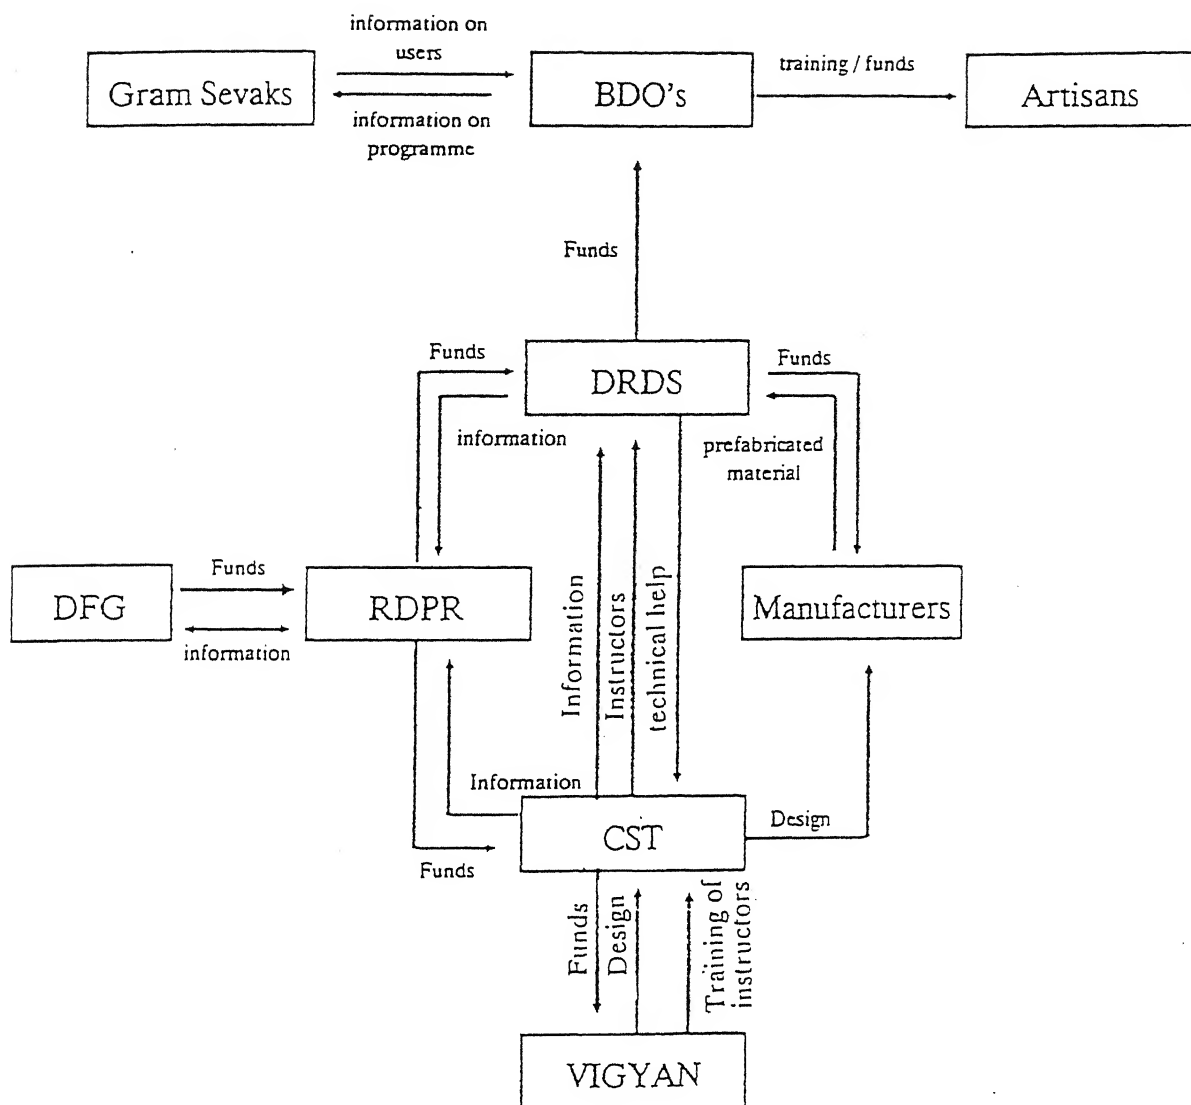 information on
users
Gram Sevaks
BDO's
training / funds
Artisans
information on
programme
Funds
Funds
DRDS
Funds
information
prefabricated
material
DFG
Funds
information
RDPR
Information
Instructors
technical help
Manufacturers
Information
Funds
CST
Design
Funds
Design
Training of
instructors
VIGYAN